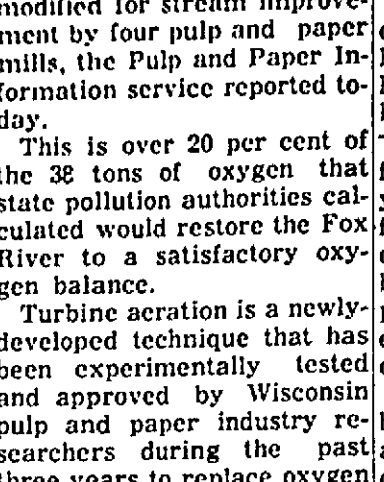 modified for stream improve-
ment by four pulp and paper
mills, the Pulp and Paper In-
formation service reported to-
day.
This is over 20 per cent of
the 38 tons of oxygen that
state pollution authorities cal-
culated would restore the Fox
River to a satisfactory oxy-
gen balance.
Turbine aeration is a newly-
developed technique that has
been experimentally tested
and approved by Wisconsin
pulp and paper industry re-
searchers during the past
three years to replace oxygen